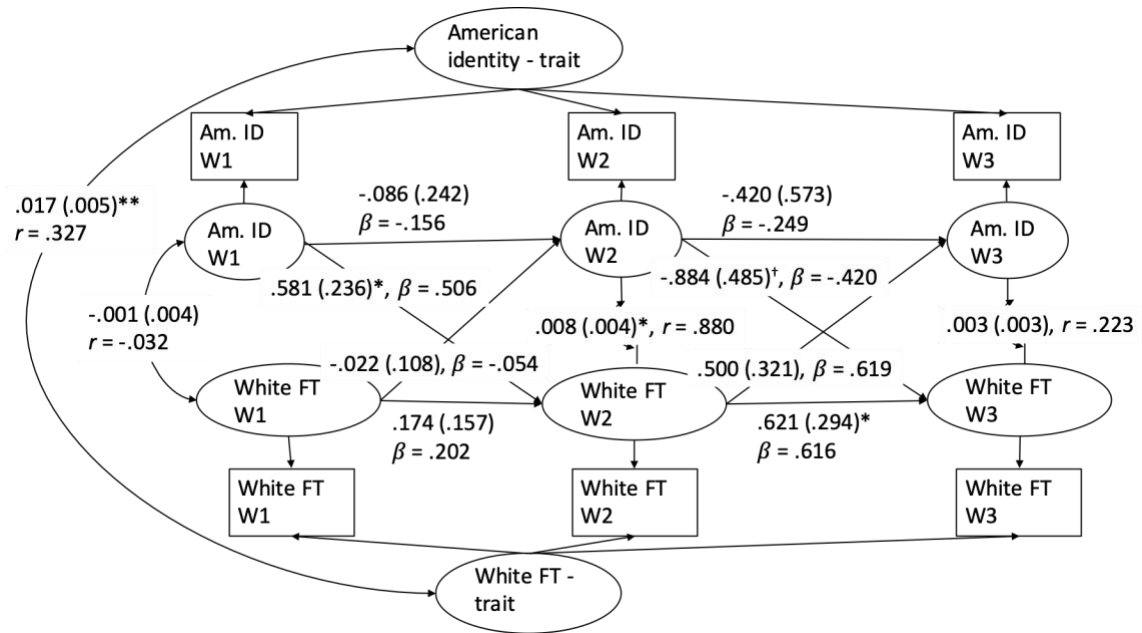 American
identity - trait
Am. ID
W1
Am. ID
W2
Am. ID
W3
.017 (.005)**
r = .327
-.086 (.242)
β = -.156
-.420 (.573)
β = -.249
Am. ID
W1
Am. ID
W2
Am. ID
W3
.581 (.236)*, β = .506
-.884 (.485)†, β = -.420
-.001 (.004)
r = -.032
.008 (.004)*, r = .880
.003 (.003), r = .223
-.022 (.108), β = -.054
.500 (.321), β = .619
White FT
W1
White FT
W2
White FT
W3
.174 (.157)
β = .202
.621 (.294)*
β = .616
White FT
W1
White FT
W2
White FT
W3
White FT -
trait